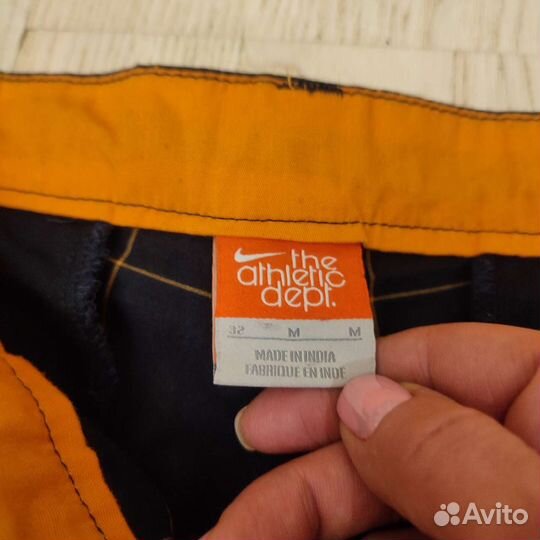 the
athletic
dept.
32 M M
MADE IN INDIA
FABRIQUE EN INDE
Avito